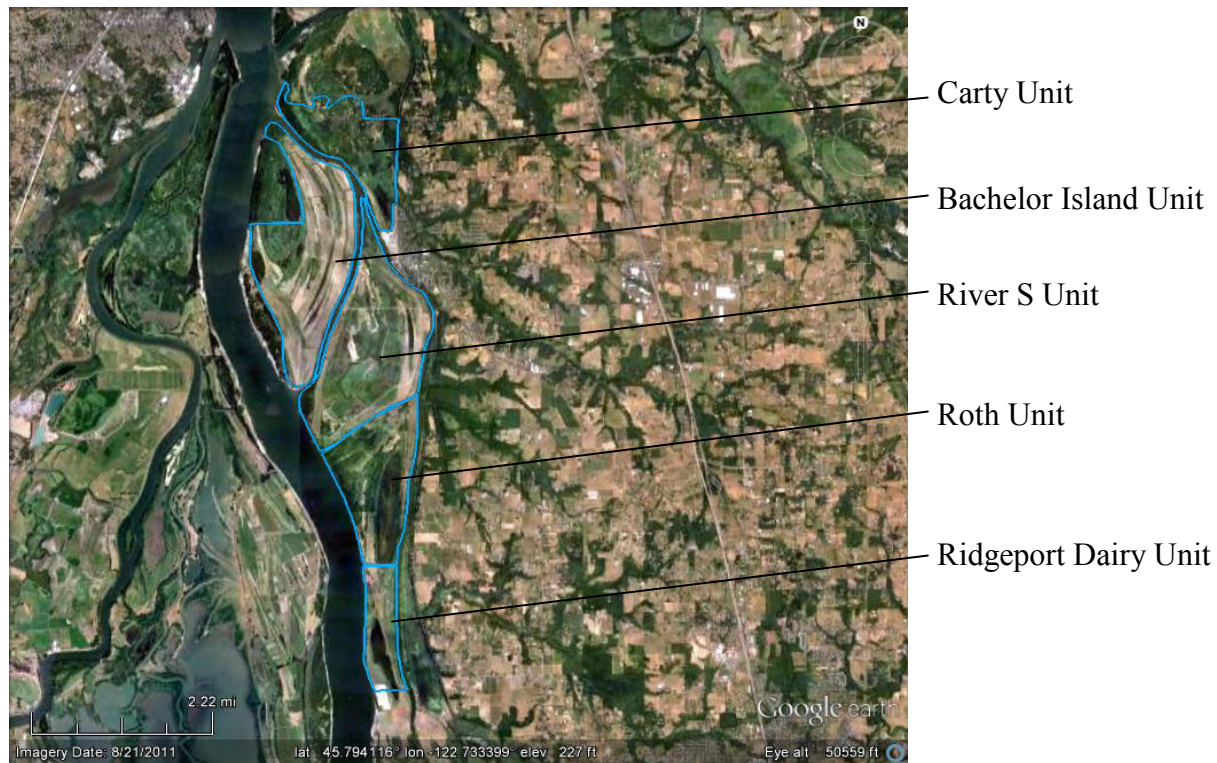 N
Carty Unit
Bachelor Island Unit
River S Unit
Roth Unit
Ridgeport Dairy Unit
2.22 mi
Google earth
Imagery Date: 8/21/2011 lat 45.794116° lon -122.733399° elev 227 ft Eye alt 50559 ft